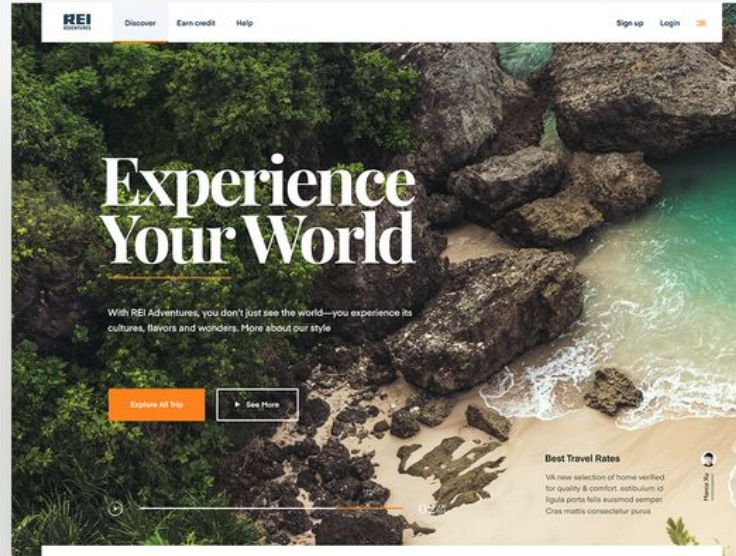 REI
ADVENTURES
Discover
Earn credit
Help
Sign up
Login
Experience
Your World
With REI Adventures, you don't just see the world—you experience its
cultures, flavors and wonders. More about our style
Explore All Trip
See More
Best Travel Rates
VA new selection of home verified
for quality & comfort. estibulum id
ligula porta felis euismod semper.
Cras mattis consectetur purus
Marco Xu